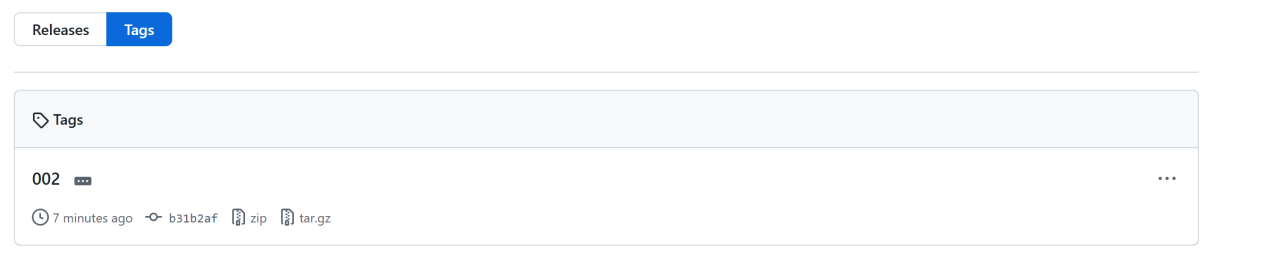 Releases Tags
Tags
002
7 minutes ago b31b2af zip tar.gz